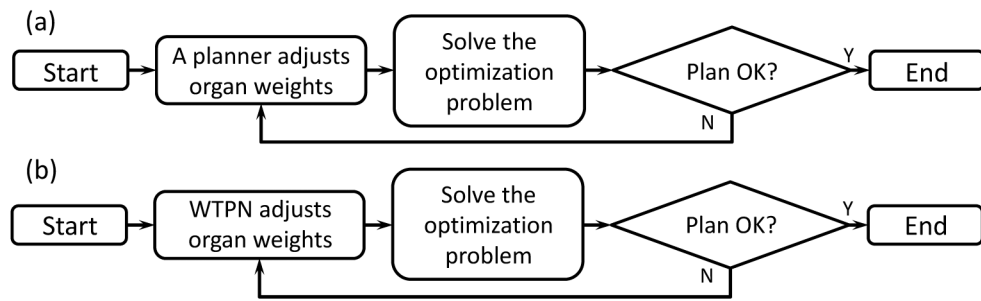 (a)
Start
A planner adjusts
organ weights
Solve the
optimization
problem
Plan OK?
Y
End
N
(b)
Start
WTPN adjusts
organ weights
Solve the
optimization
problem
Plan OK?
Y
End
N